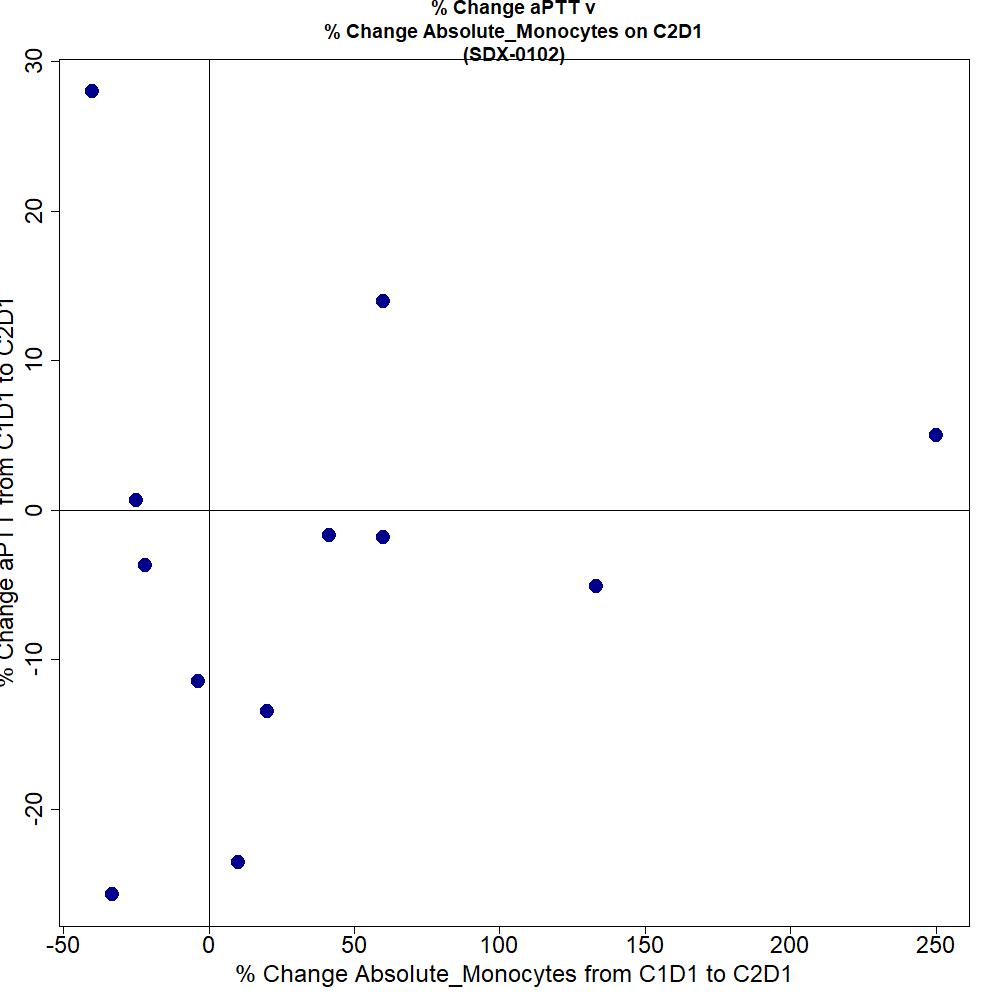 % Change aPTT v
% Change Absolute_Monocytes on C2D1
(SDX-0102)
% Change aPTT from C1D1 to C2D1
30
20
10
0
-10
-20
-50 0 50 100 150 200 250
% Change Absolute_Monocytes from C1D1 to C2D1